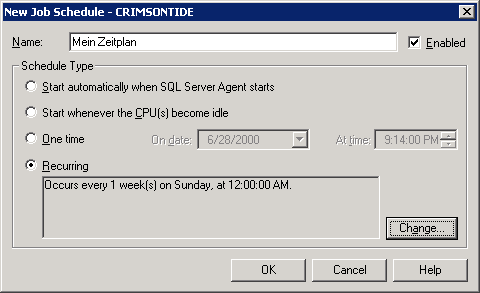 New Job Schedule - CRIMSONTIDE
Name: Mein Zeitplan Enabled
Schedule Type
Start automatically when SQL Server Agent starts
Start whenever the CPU(s) become idle
One time On date: 6/28/2000 At time: 9:14:00 PM
Recurring
Occurs every 1 week(s) on Sunday, at 12:00:00 AM.
Change...
OK Cancel Help